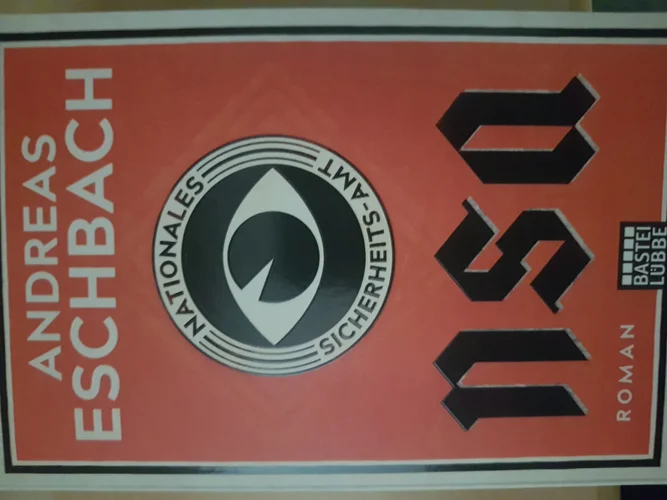 ANDREAS
ESCHBACH
NATIONALES
SICHERHEITS-AMT
nsa
ROMAN
BASTEI
LÜBBE